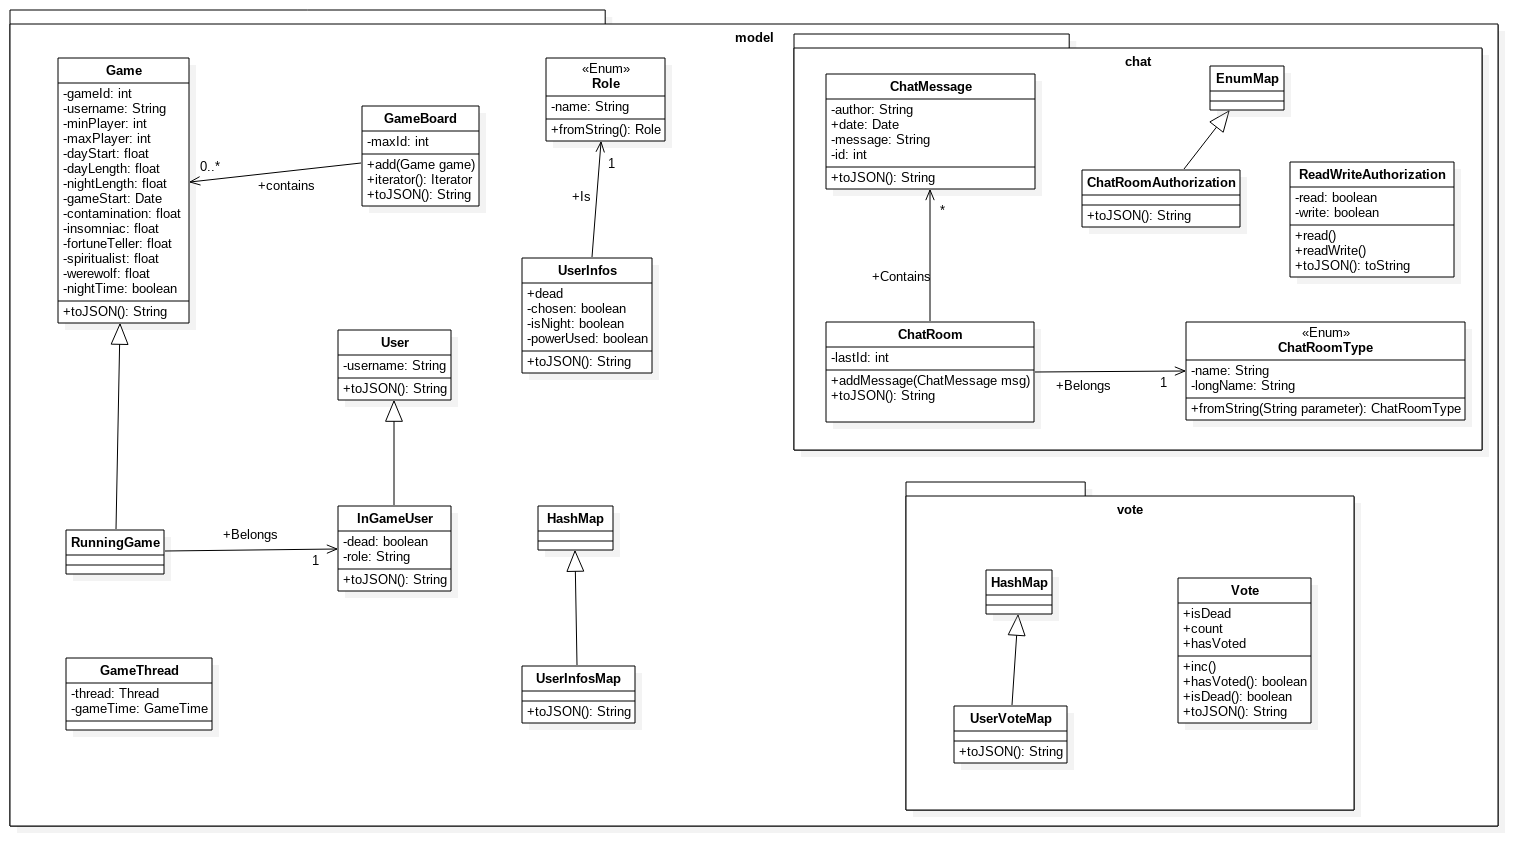 model
Game
-gameId: int
-username: String
-minPlayer: int
-maxPlayer: int
-dayStart: float
-dayLength: float
-nightLength: float
-gameStart: Date
-contamination: float
-insomniac: float
-fortuneTeller: float
-spiritualist: float
-werewolf: float
-nightTime: boolean
+toJSON(): String
0..*
+contains
GameBoard
-maxId: int
+add(Game game)
+iterator(): Iterator
+toJSON(): String
«Enum»
Role
-name: String
+fromString(): Role
1
+Is
UserInfos
+dead
-chosen: boolean
-isNight: boolean
-powerUsed: boolean
+toJSON(): String
User
-username: String
+toJSON(): String
RunningGame
+Belongs
1
InGameUser
-dead: boolean
-role: String
+toJSON(): String
HashMap
UserInfosMap
+toJSON(): String
GameThread
-thread: Thread
-gameTime: GameTime
chat
ChatMessage
-author: String
+date: Date
-message: String
-id: int
+toJSON(): String
*
+Contains
EnumMap
ChatRoomAuthorization
+toJSON(): String
ReadWriteAuthorization
-read: boolean
-write: boolean
+read()
+readWrite()
+toJSON(): toString
ChatRoom
-lastId: int
+addMessage(ChatMessage msg)
+toJSON(): String
+Belongs
1
«Enum»
ChatRoomType
-name: String
-longName: String
+fromString(String parameter): ChatRoomType
vote
HashMap
UserVoteMap
+toJSON(): String
Vote
+isDead
+count
+hasVoted
+inc()
+hasVoted(): boolean
+isDead(): boolean
+toJSON(): String